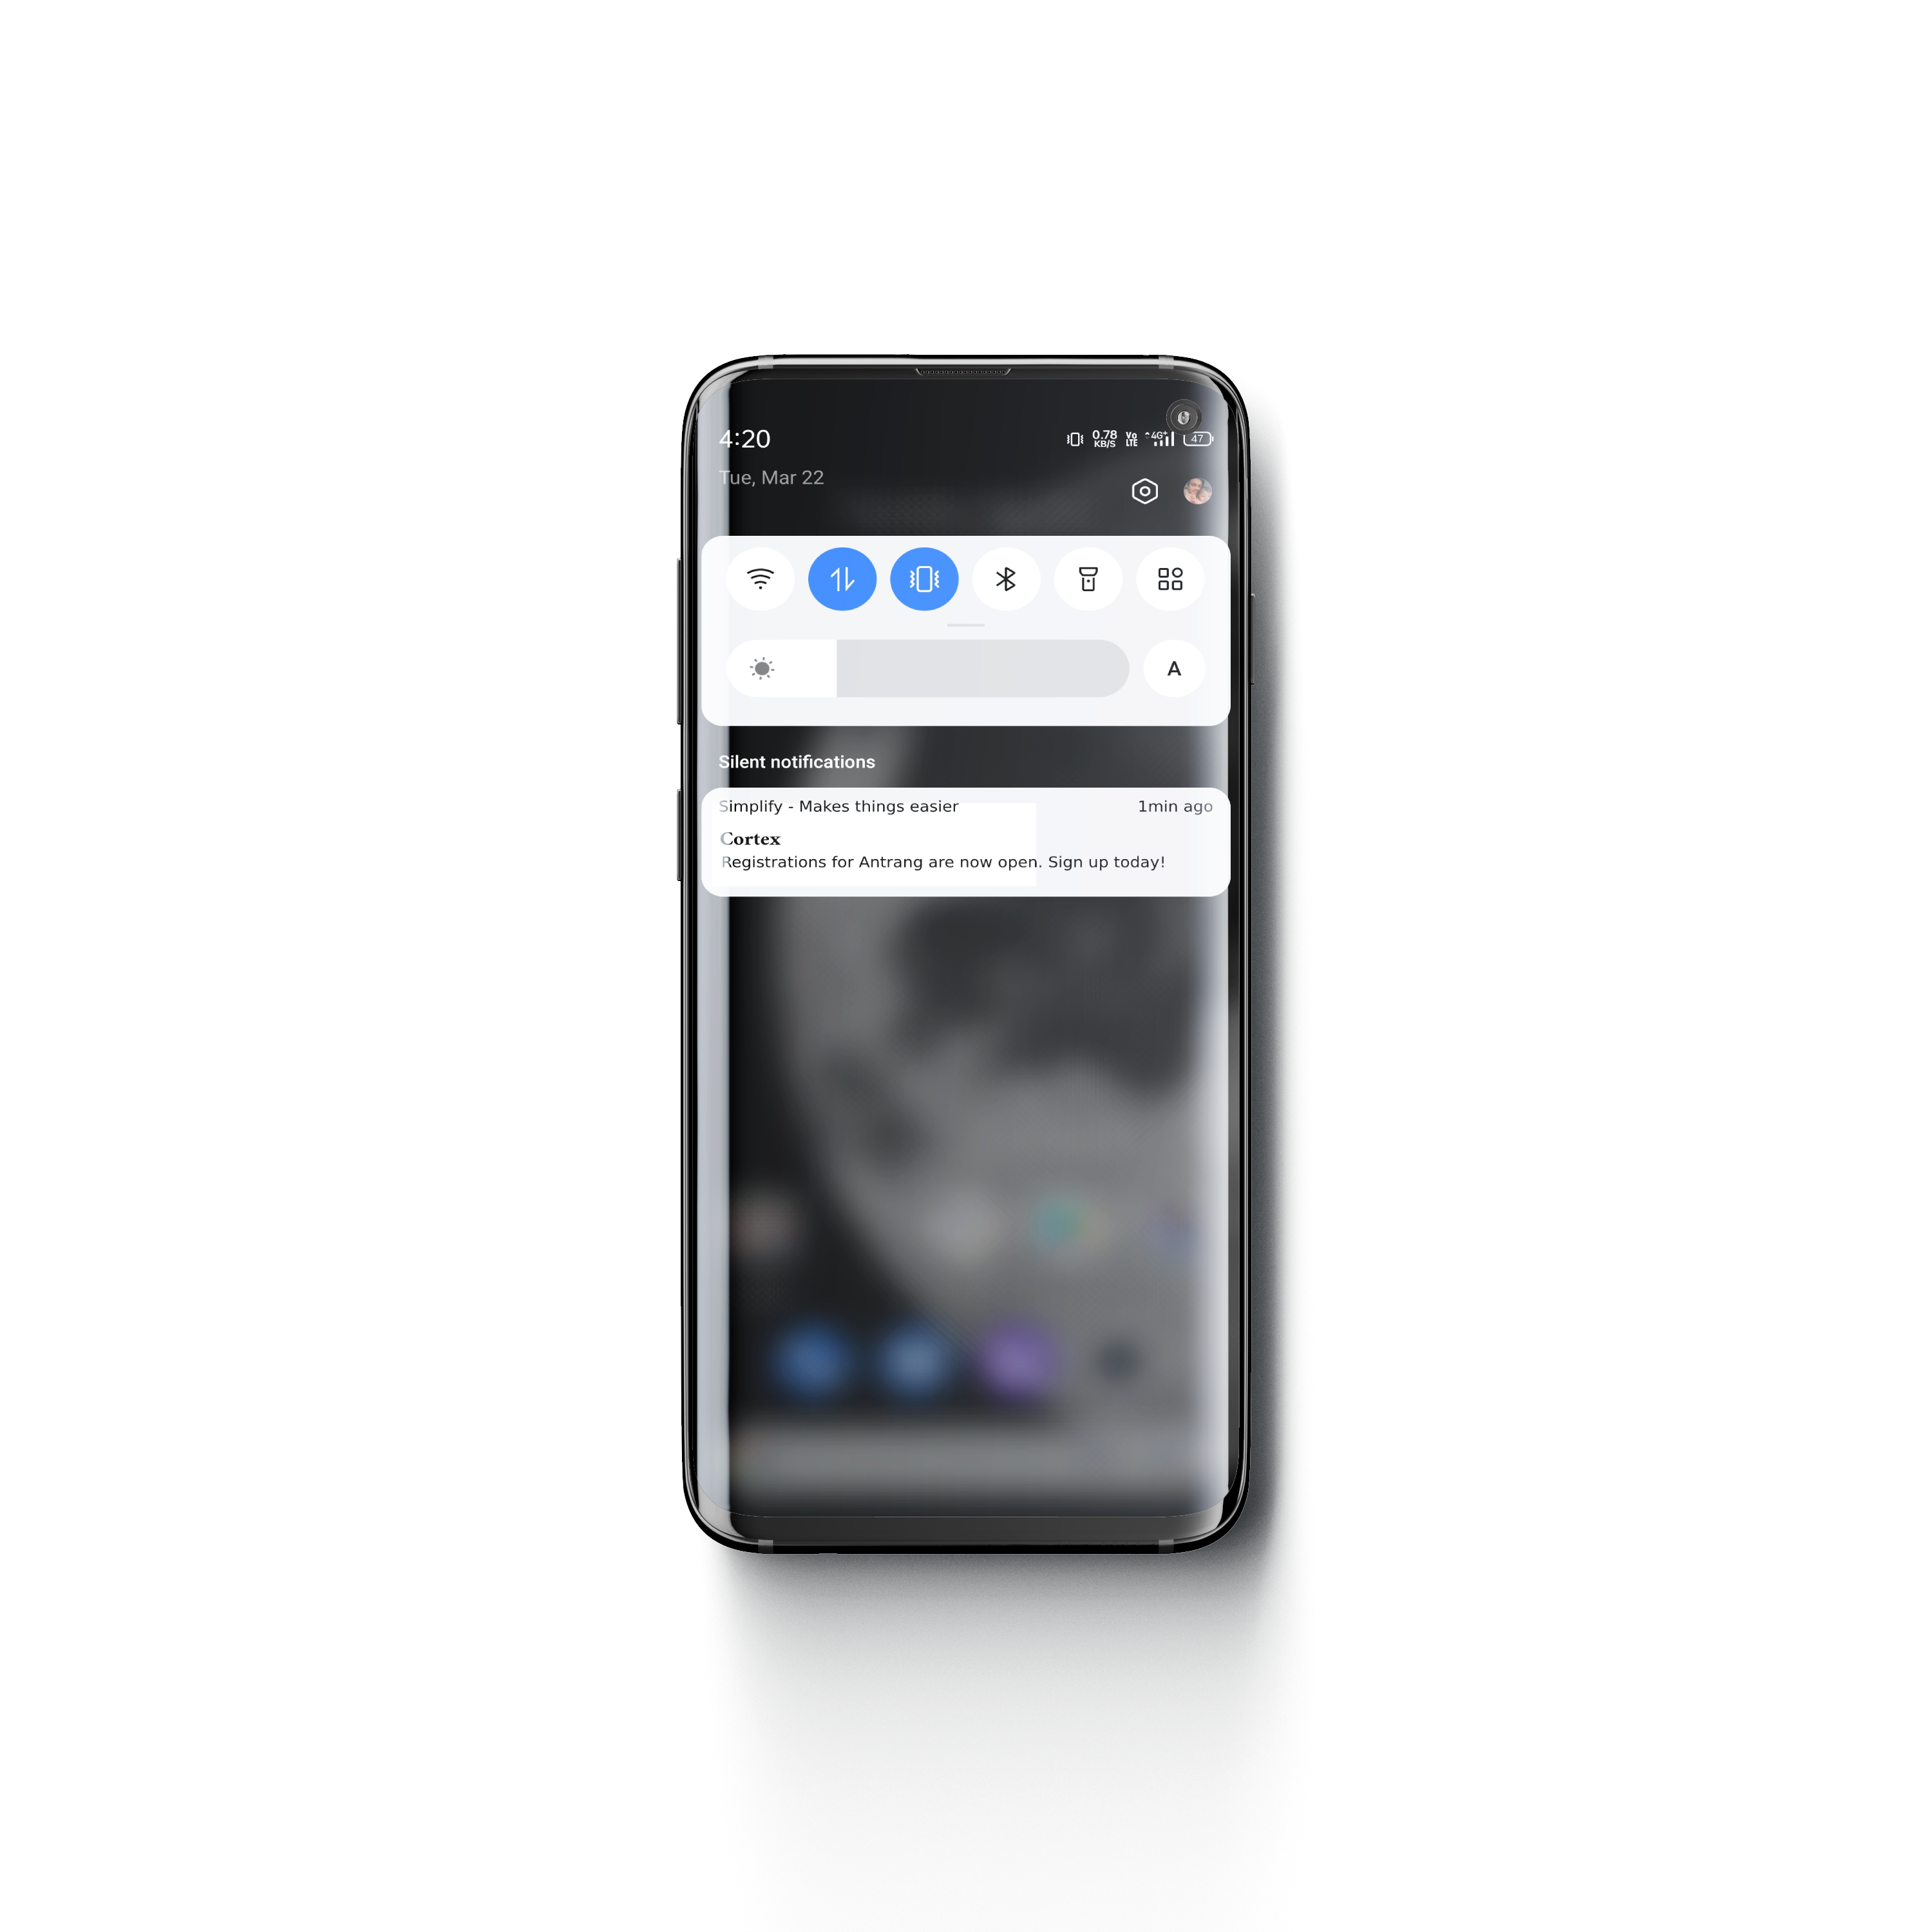 4:20
0.78 KB/S Vo LTE 4G+ 47
Tue, Mar 22
A
Silent notifications
Simplify - Makes things easier 1min ago
Cortex
Registrations for Antrang are now open. Sign up today!